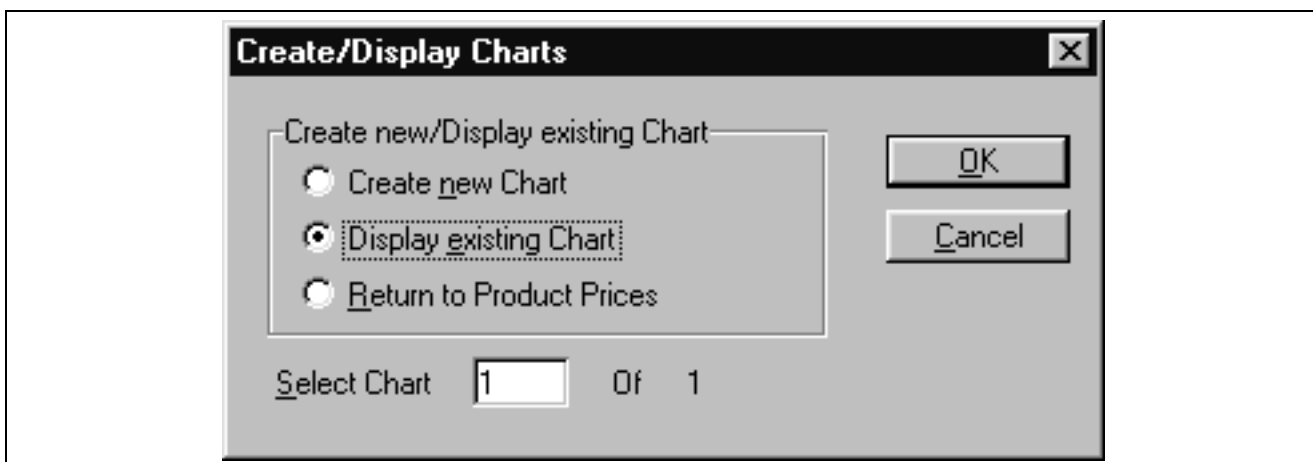 Create/Display Charts
Create new/Display existing Chart
Create new Chart
Display existing Chart
Return to Product Prices
OK
Cancel
Select Chart 1 Of 1